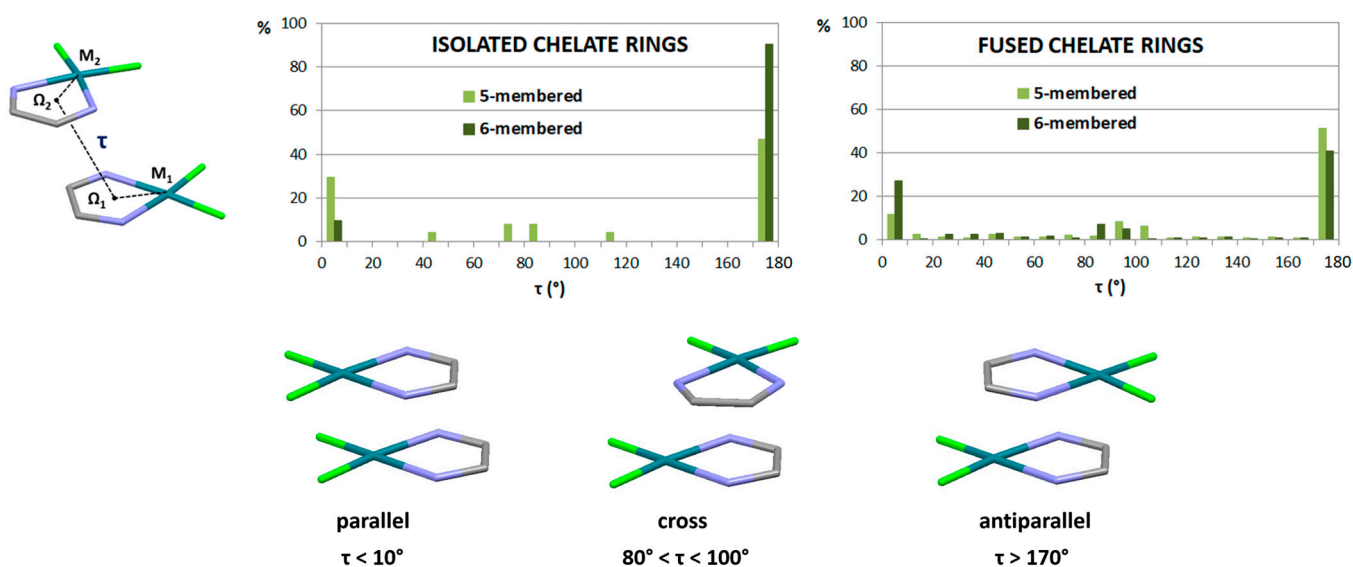 M₂
Ω₂
τ
M₁
Ω₁
%
ISOLATED CHELATE RINGS
5-membered
6-membered
100
80
60
40
20
0
0 20 40 60 80 100 120 140 160 180
τ (°)
%
FUSED CHELATE RINGS
5-membered
6-membered
100
80
60
40
20
0
0 20 40 60 80 100 120 140 160 180
τ (°)
parallel cross antiparallel
τ < 10° 80° < τ < 100° τ > 170°